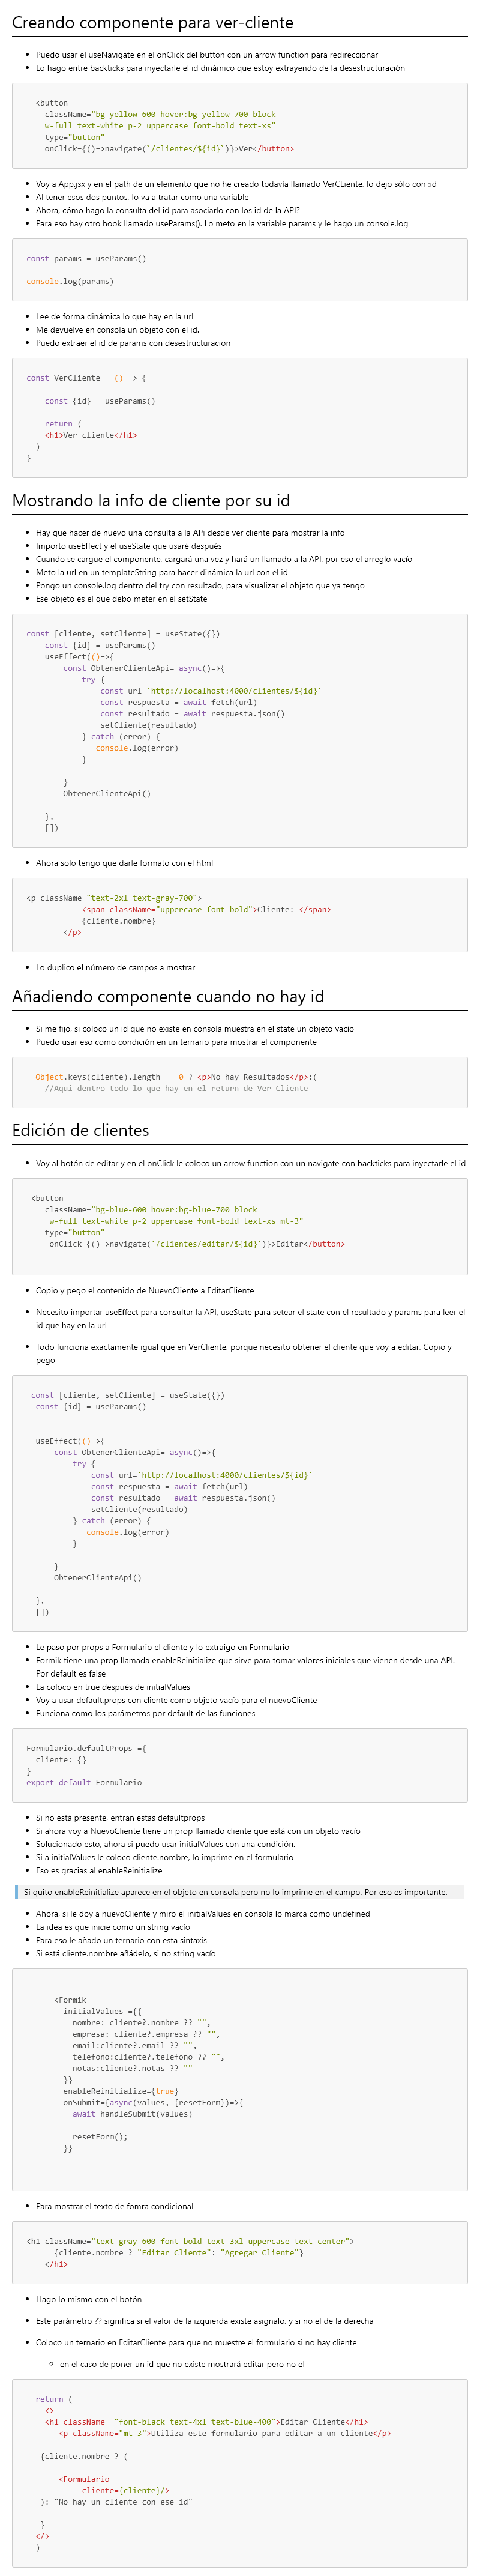 Creando componente para ver-cliente
Puedo usar el useNavigate en el onClick del button con un arrow function para redireccionar
Lo hago entre backticks para inyectarle el id dinámico que estoy extrayendo de la desestructuración
<button
className="bg-yellow-600 hover:bg-yellow-700 block
w-full text-white p-2 uppercase font-bold text-xs"
type="button"
onClick={()=>navigate(`/clientes/${id}`)}>Ver</button>
Voy a App.jsx y en el path de un elemento que no he creado todavía llamado VerCLiente, lo dejo sólo con :id
Al tener esos dos puntos, lo va a tratar como una variable
Ahora, cómo hago la consulta del id para asociarlo con los id de la API?
Para eso hay otro hook llamado useParams(). Lo meto en la variable params y le hago un console.log
const params = useParams()
console.log(params)
Lee de forma dinámica lo que hay en la url
Me devuelve en consola un objeto con el id.
Puedo extraer el id de params con desestructuracion
const VerCliente = () => {
const {id} = useParams()
return (
<h1>Ver cliente</h1>
)
}
Mostrando la info de cliente por su id
Hay que hacer de nuevo una consulta a la APi desde ver cliente para mostrar la info
Importo useEffect y el useState que usaré después
Cuando se cargue el componente, cargará una vez y hará un llamado a la API, por eso el arreglo vacío
Meto la url en un templateString para hacer dinámica la url con el id
Pongo un console.log dentro del try con resultado, para visualizar el objeto que ya tengo
Ese objeto es el que debo meter en el setState
const [cliente, setCliente] = useState({})
const {id} = useParams()
useEffect(()=>{
const ObtenerClienteApi= async()=>{
try {
const url=`http://localhost:4000/clientes/${id}`
const respuesta = await fetch(url)
const resultado = await respuesta.json()
setCliente(resultado)
} catch (error) {
console.log(error)
}
}
ObtenerClienteApi()
},
[])
Ahora solo tengo que darle formato con el html
<p className="text-2xl text-gray-700">
<span className="uppercase font-bold">Cliente: </span>
{cliente.nombre}
</p>
Lo duplico el número de campos a mostrar
Añadiendo componente cuando no hay id
Si me fijo, si coloco un id que no existe en consola muestra en el state un objeto vacío
Puedo usar eso como condición en un ternario para mostrar el componente
Object.keys(cliente).length ===0 ? <p>No hay Resultados</p>:(
//Aqui dentro todo lo que hay en el return de Ver Cliente
Edición de clientes
Voy al botón de editar y en el onClick le coloco un arrow function con un navigate con backticks para inyectarle el id
<button
className="bg-blue-600 hover:bg-blue-700 block
w-full text-white p-2 uppercase font-bold text-xs mt-3"
type="button"
onClick={()=>navigate(`/clientes/editar/${id}`)}>Editar</button>
Copio y pego el contenido de NuevoCliente a EditarCliente
Necesito importar useEffect para consultar la API, useState para setear el state con el resultado y params para leer el
id que hay en la url
Todo funciona exactamente igual que en VerCliente, porque necesito obtener el cliente que voy a editar. Copio y
pego
const [cliente, setCliente] = useState({})
const {id} = useParams()
useEffect(()=>{
const ObtenerClienteApi= async()=>{
try {
const url=`http://localhost:4000/clientes/${id}`
const respuesta = await fetch(url)
const resultado = await respuesta.json()
setCliente(resultado)
} catch (error) {
console.log(error)
}
}
ObtenerClienteApi()
},
[])
Le paso por props a Formulario el cliente y lo extraigo en Formulario
Formik tiene una prop llamada enableReinitialize que sirve para tomar valores iniciales que vienen desde una API.
Por default es false
La coloco en true después de initialValues
Voy a usar default.props con cliente como objeto vacío para el nuevoCliente
Funciona como los parámetros por default de las funciones
Formulario.defaultProps ={
cliente: {}
}
export default Formulario
Si no está presente, entran estas defaultprops
Si ahora voy a NuevoCliente tiene un prop llamado cliente que está con un objeto vacío
Solucionado esto, ahora si puedo usar initialValues con una condición.
Si a initialValues le coloco cliente.nombre, lo imprime en el formulario
Eso es gracias al enableReinitialize
Si quito enableReinitialize aparece en el objeto en consola pero no lo imprime en el campo. Por eso es importante.
Ahora, si le doy a nuevoCliente y miro el initialValues en consola lo marca como undefined
La idea es que inicie como un string vacío
Para eso le añado un ternario con esta sintaxis
Si está cliente.nombre añádelo, si no string vacío
<Formik
initialValues ={{
nombre: cliente?.nombre ?? "",
empresa: cliente?.empresa ?? "",
email:cliente?.email ?? "",
telefono:cliente?.telefono ?? "",
notas:cliente?.notas ?? ""
}}
enableReinitialize={true}
onSubmit={async(values, {resetForm})=>{
await handleSubmit(values)
resetForm();
}}
Para mostrar el texto de fomra condicional
<h1 className="text-gray-600 font-bold text-3xl uppercase text-center">
{cliente.nombre ? "Editar Cliente": "Agregar Cliente"}
</h1>
Hago lo mismo con el botón
Este parámetro ?? significa si el valor de la izquierda existe asignalo, y si no el de la derecha
Coloco un ternario en EditarCliente para que no muestre el formulario si no hay cliente
en el caso de poner un id que no existe mostrará editar pero no el
return (
<>
<h1 className= "font-black text-4xl text-blue-400">Editar Cliente</h1>
<p className="mt-3">Utiliza este formulario para editar a un cliente</p>
{cliente.nombre ? (
<Formulario
cliente={cliente}/>
): "No hay un cliente con ese id"
}
</>
)